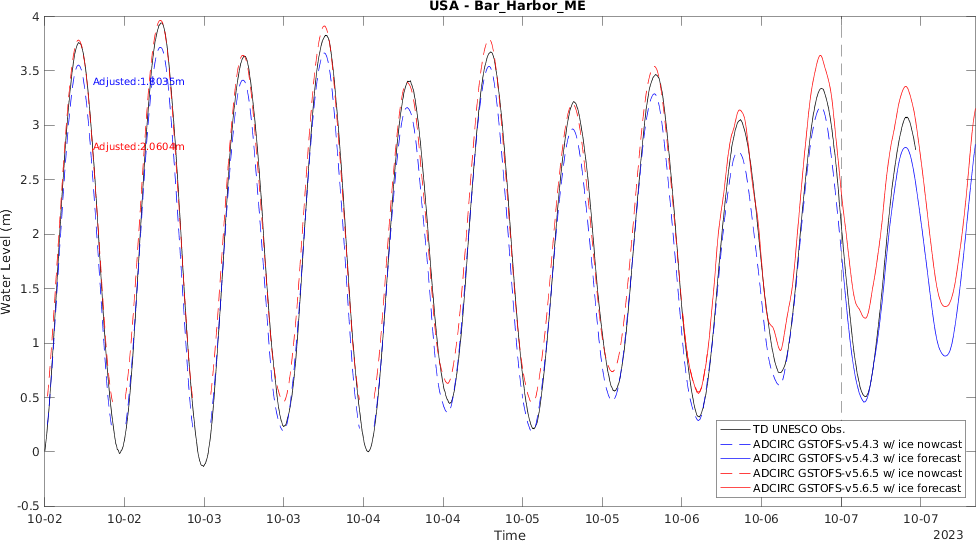 USA - Bar_Harbor_ME
4
3.5
3
2.5
2
1.5
1
0.5
0
-0.5
Water Level (m)
Adjusted:1.8035m
Adjusted:2.0604m
TD UNESCO Obs.
ADCIRC GSTOFS-v5.4.3 w/ ice nowcast
ADCIRC GSTOFS-v5.4.3 w/ ice forecast
ADCIRC GSTOFS-v5.6.5 w/ ice nowcast
ADCIRC GSTOFS-v5.6.5 w/ ice forecast
10-02 10-02 10-03 10-03 10-04 10-04 10-05 10-05 10-06 10-06 10-07 10-07
Time
2023